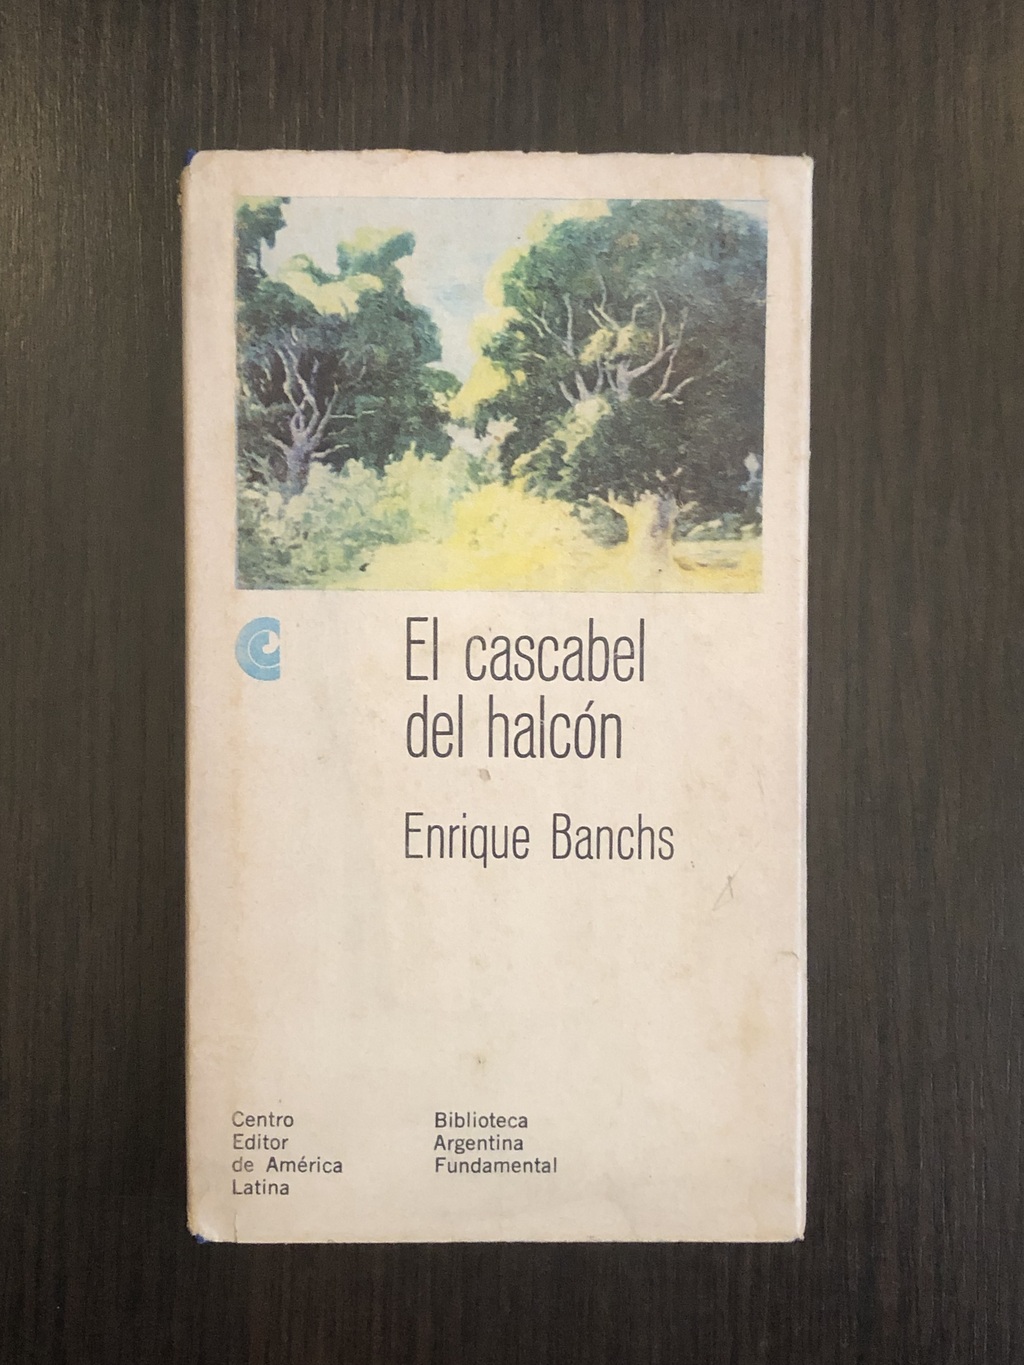 El cascabel
del halcón
Enrique Banchs
Centro
Editor
de América
Latina
Biblioteca
Argentina
Fundamental